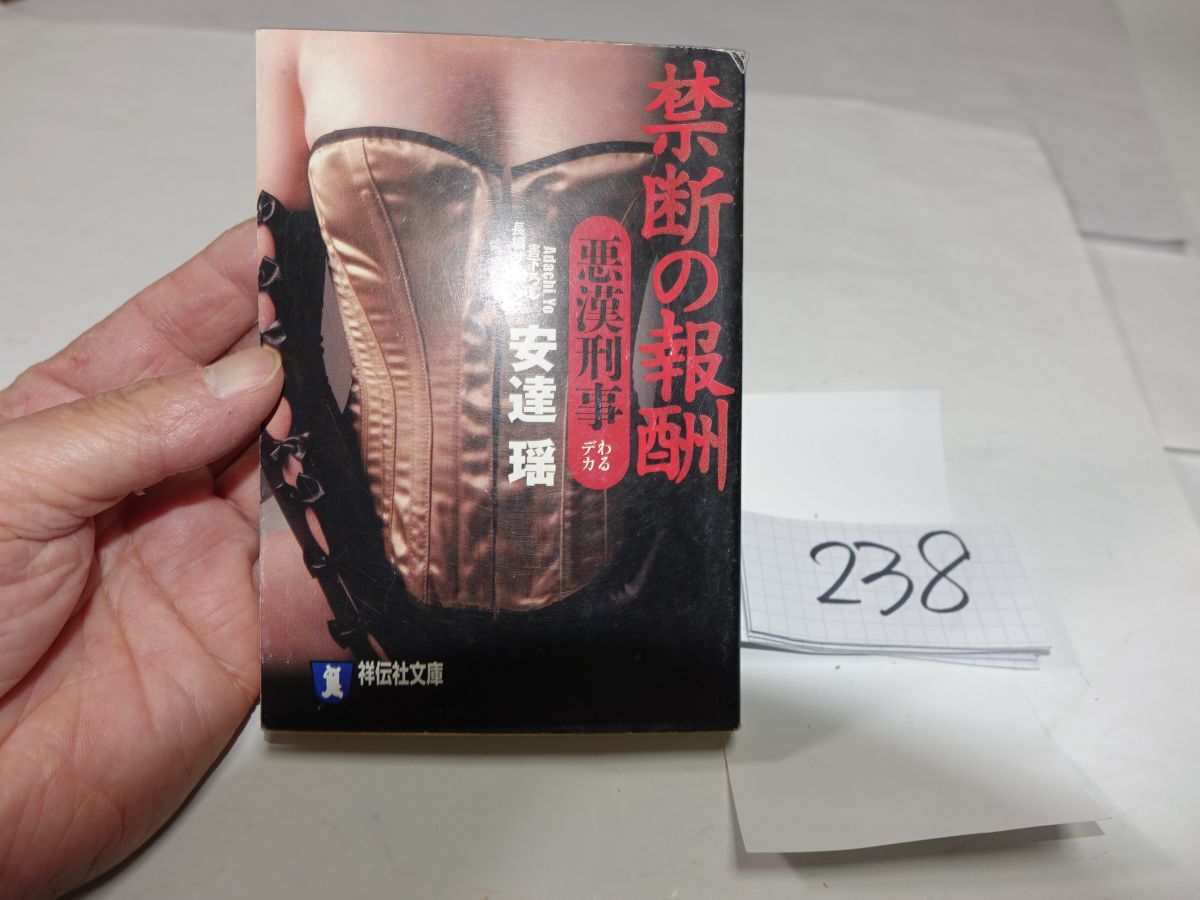 禁断の報酬
悪漢刑事
わる
デカ
Adachi Yo
安達 瑶
祥伝社文庫
238